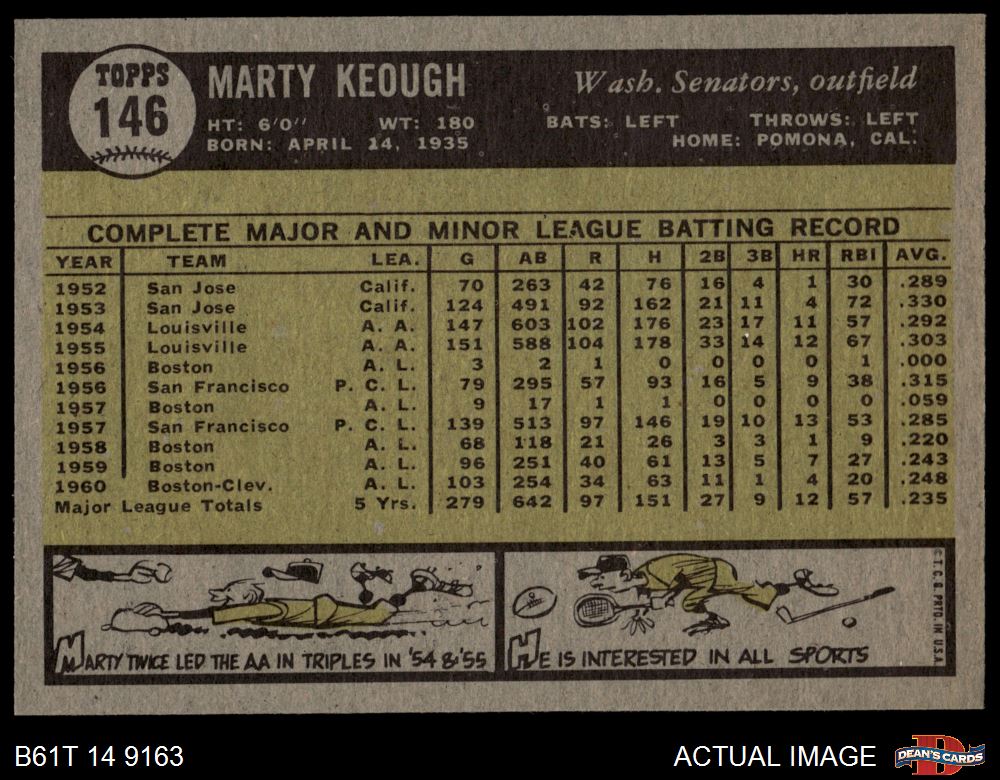 TOPPS
146
MARTY KEOUGH
Wash. Senators, outfield
HT: 6'0" WT: 180 BATS: LEFT THROWS: LEFT
BORN: APRIL 14, 1935 HOME: POMONA, CAL.
COMPLETE MAJOR AND MINOR LEAGUE BATTING RECORD
YEAR TEAM LEA. G AB R H 2B 3B HR RBI AVG.
1952 San Jose Calif. 70 263 42 76 16 4 1 30 .289
1953 San Jose Calif. 124 491 92 162 21 11 4 72 .330
1954 Louisville A. A. 147 603 102 176 23 17 11 57 .292
1955 Louisville A. A. 151 588 104 178 33 14 12 67 .303
1956 Boston A. L. 3 2 1 0 0 0 0 1 .000
1956 San Francisco P. C. L. 79 295 57 93 16 5 9 38 .315
1957 Boston A. L. 9 17 1 1 0 0 0 0 .059
1957 San Francisco P. C. L. 139 513 97 146 19 10 13 53 .285
1958 Boston A. L. 68 118 21 26 3 3 1 9 .220
1959 Boston A. L. 96 251 40 61 13 5 7 27 .243
1960 Boston-Clev. A. L. 103 254 34 63 11 1 4 20 .248
Major League Totals 5 Yrs. 279 642 97 151 27 9 12 57 .235
MARTY TWICE LED THE AA IN TRIPLES IN '54 & '55
HE IS INTERESTED IN ALL SPORTS
© T. C. G. PRTD. IN U.S.A.
B61T 14 9163
ACTUAL IMAGE
DEAN'S CARDS